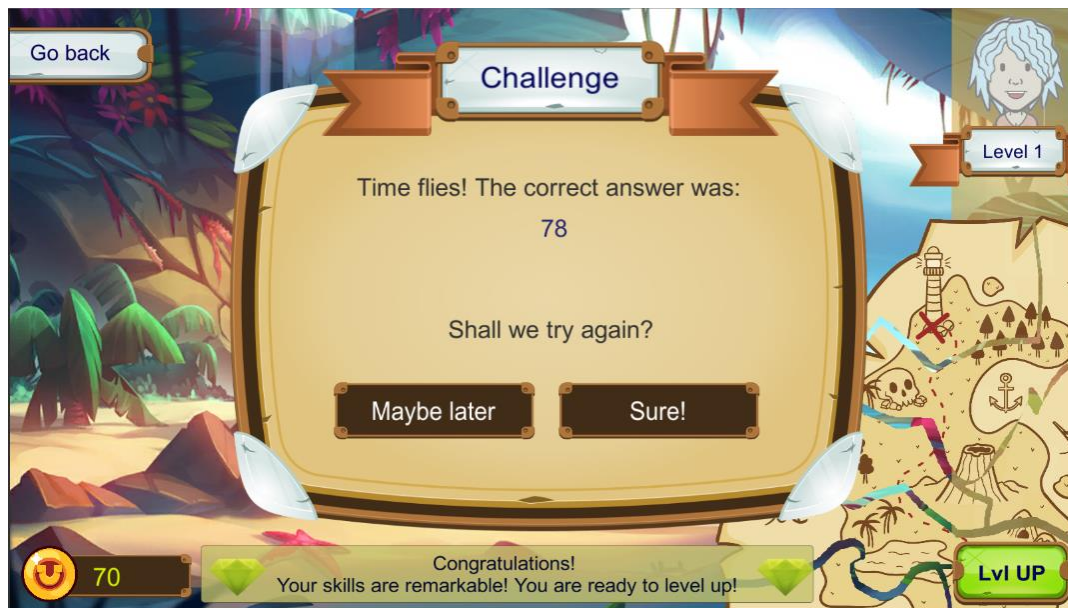 Go back
Challenge
Level 1
Time flies! The correct answer was:
78
Shall we try again?
Maybe later
Sure!
70
Congratulations!
Your skills are remarkable! You are ready to level up!
Lvl UP